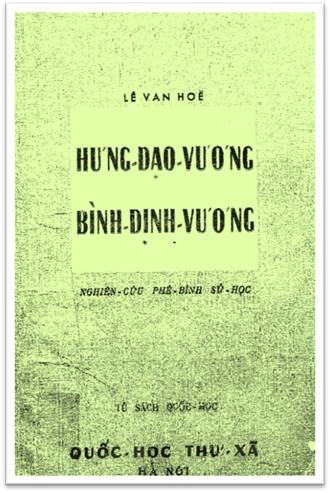 LÊ VAN HOÈ
HƯNG-ĐẠO-VƯƠNG
BÌNH-ĐỊNH-VƯƠNG
NGHIÊN-CỨU PHÊ-BÌNH SỬ-HỌC
TỦ SÁCH QUỐC-HỌC
QUỐC-HỌC THƯ-XÃ
HÀ NỘI